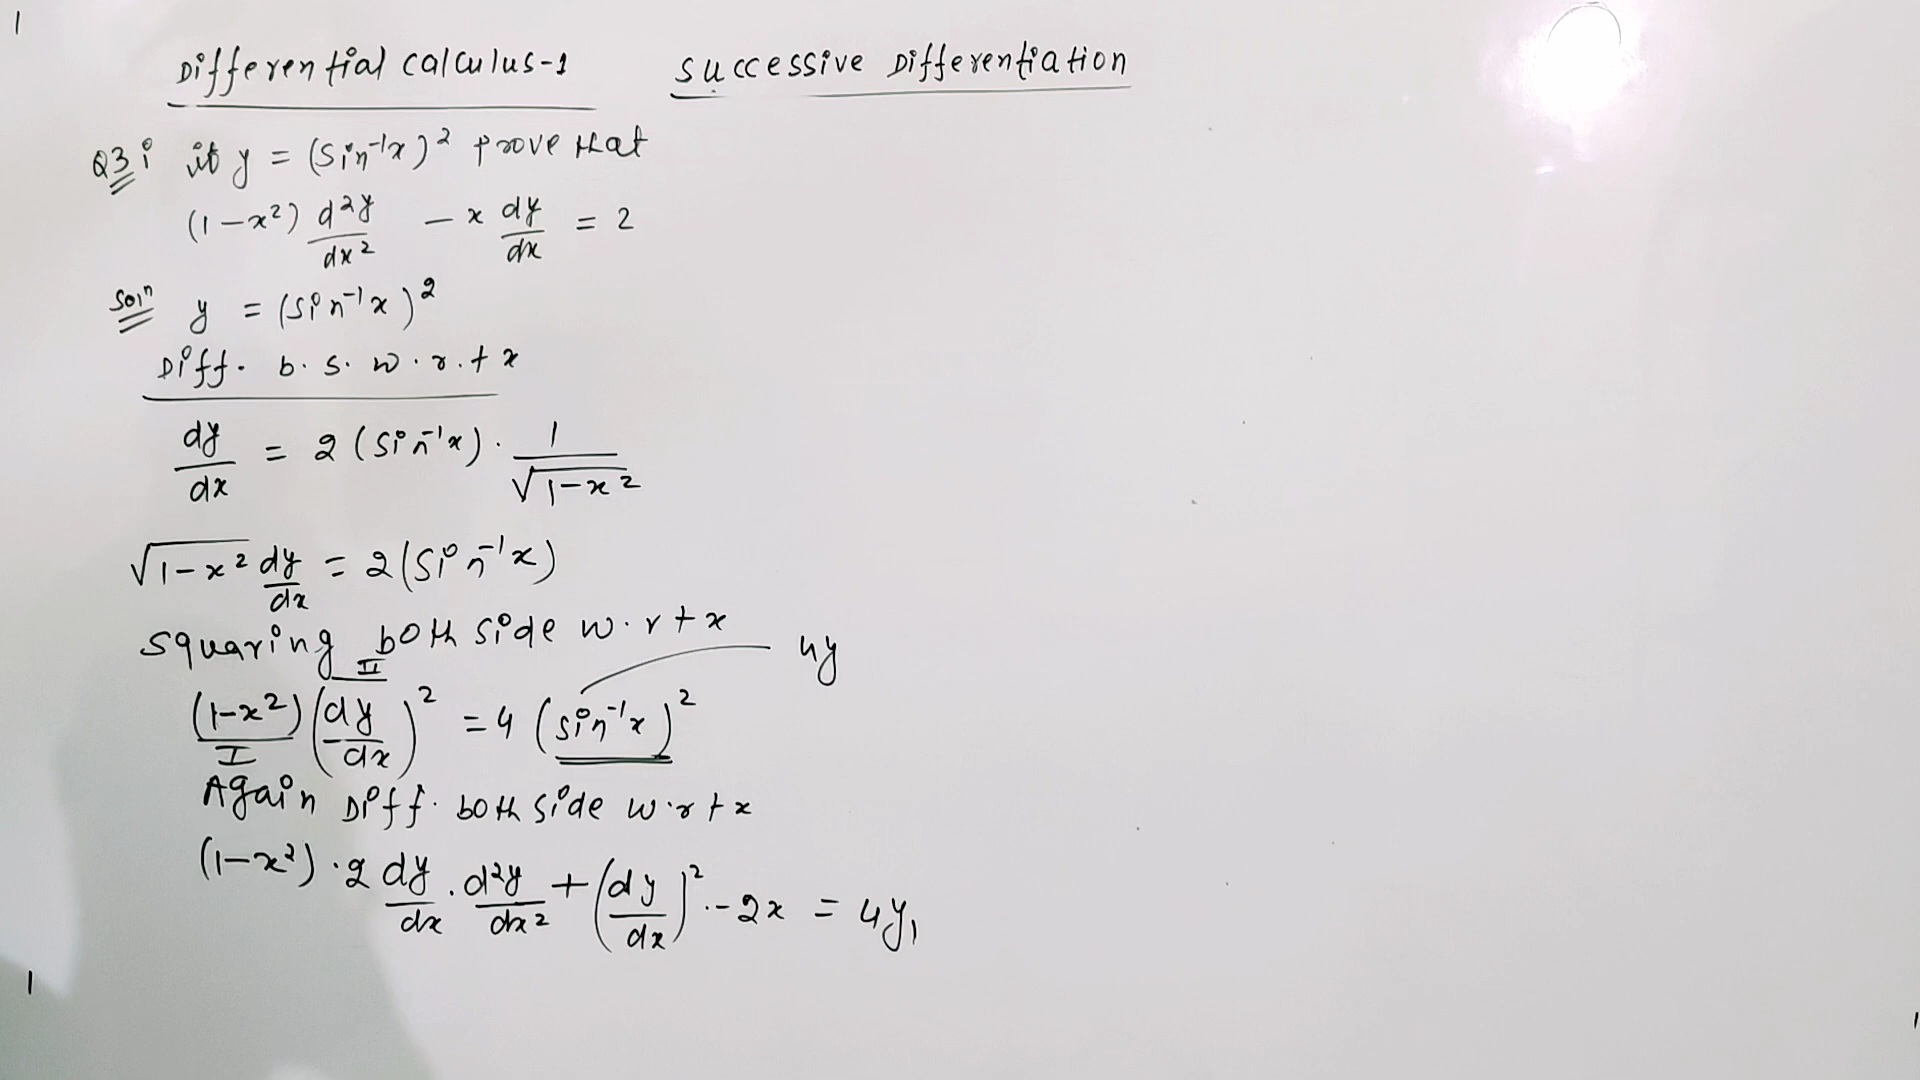 Differential calculus-1 successive Differentiation
Q3 i if y = (Sin⁻¹x)² prove that
(1-x²) d²y/dx² - x dy/dx = 2
Solⁿ y = (sin⁻¹x)²
Diff. b. s. w.r.t x
dy/dx = 2 (sin⁻¹x) . 1/√1-x²
√1-x² dy/dx = 2(sin⁻¹x)
squaring both side w.r t x
4y
(1-x²) (dy/dx)² = 4 (sin⁻¹x)²
I II
Again Diff. both side w.r t x
(1-x²) . 2 dy/dx . d²y/dx² + (dy/dx)² . -2x = 4y₁